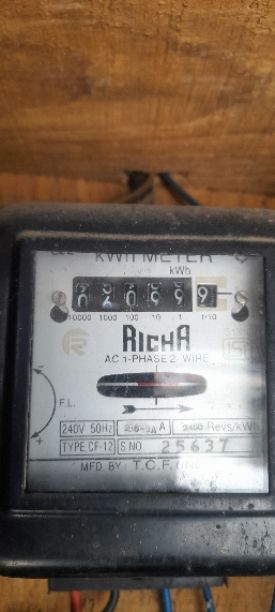 kWh METER
kWh
10000 1000 100 10 1 1/10
RICHA
AC 1-PHASE 2 WIRE
F.L.
240V 50Hz A 2400 Revs/kWh
TYPE CF-12 S.NO 25637
MFD. BY T.C.F.